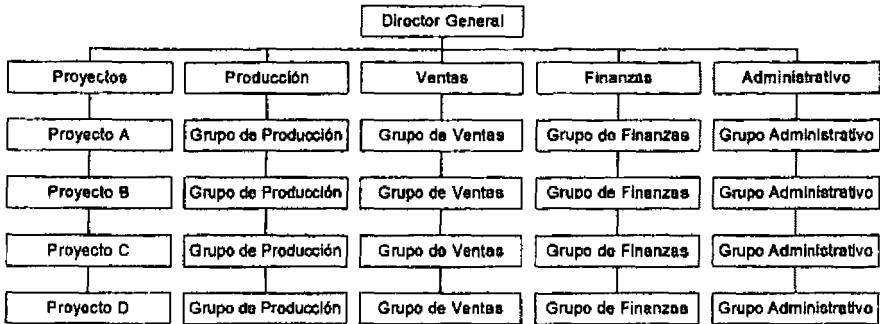 Director General
Proyectos Producción Ventas Finanzas Administrativo
Proyecto A Grupo de Producción Grupo de Ventas Grupo de Finanzas Grupo Administrativo
Proyecto B Grupo de Producción Grupo de Ventas Grupo de Finanzas Grupo Administrativo
Proyecto C Grupo de Producción Grupo de Ventas Grupo de Finanzas Grupo Administrativo
Proyecto D Grupo de Producción Grupo de Ventas Grupo de Finanzas Grupo Administrativo